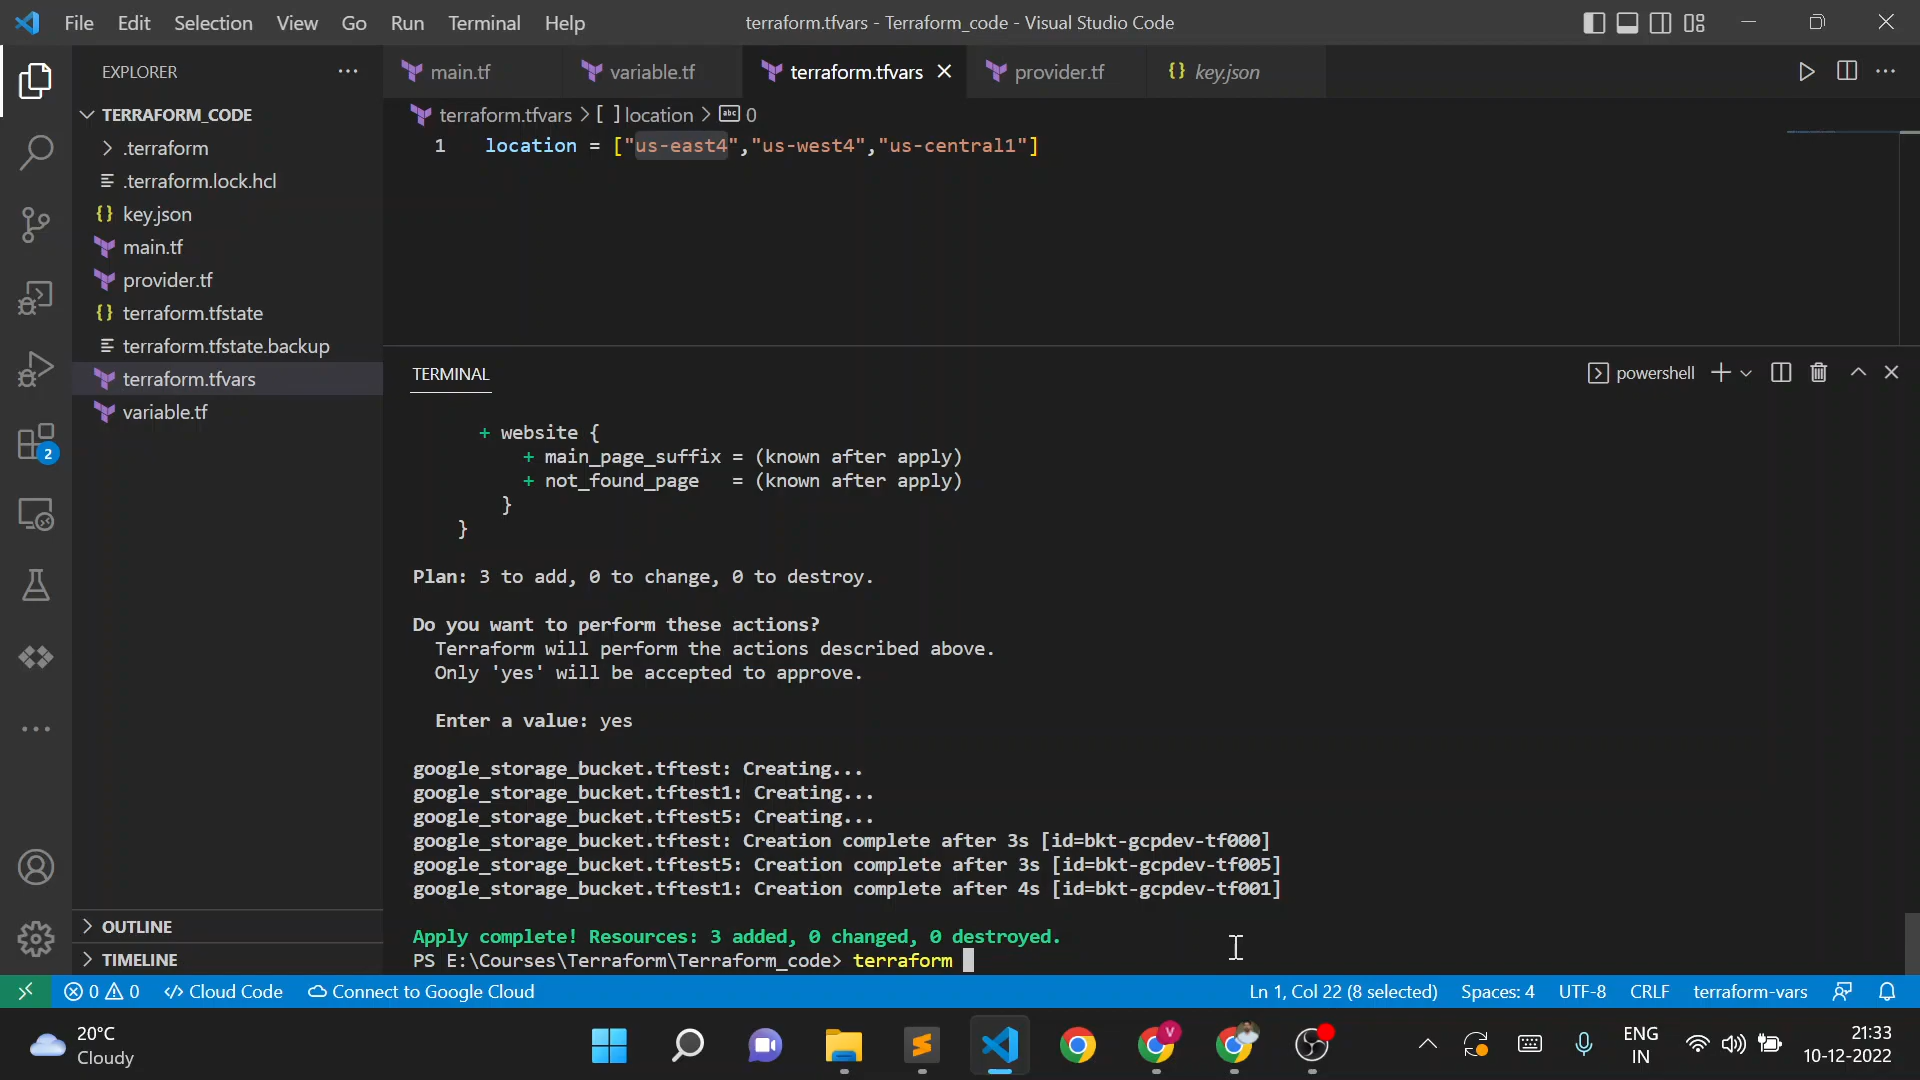 File Edit Selection View Go Run Terminal Help
terraform.tfvars - Terraform_code - Visual Studio Code
EXPLORER
TERRAFORM_CODE
.terraform
.terraform.lock.hcl
{} key.json
main.tf
provider.tf
{} terraform.tfstate
terraform.tfstate.backup
terraform.tfvars
variable.tf
2
OUTLINE
TIMELINE
main.tf variable.tf terraform.tfvars provider.tf {} key.json
terraform.tfvars > [ ] location > abc 0
1 location = ["us-east4","us-west4","us-central1"]
TERMINAL
powershell
+ website {
+ main_page_suffix = (known after apply)
+ not_found_page = (known after apply)
}
}
Plan: 3 to add, 0 to change, 0 to destroy.
Do you want to perform these actions?
Terraform will perform the actions described above.
Only 'yes' will be accepted to approve.
Enter a value: yes
google_storage_bucket.tftest: Creating...
google_storage_bucket.tftest1: Creating...
google_storage_bucket.tftest5: Creating...
google_storage_bucket.tftest: Creation complete after 3s [id=bkt-gcpdev-tf000]
google_storage_bucket.tftest5: Creation complete after 3s [id=bkt-gcpdev-tf005]
google_storage_bucket.tftest1: Creation complete after 4s [id=bkt-gcpdev-tf001]
Apply complete! Resources: 3 added, 0 changed, 0 destroyed.
PS E:\Courses\Terraform\Terraform_code> terraform
0 0 Cloud Code Connect to Google Cloud
Ln 1, Col 22 (8 selected) Spaces: 4 UTF-8 CRLF terraform-vars
20°C
Cloudy
V
ENG
IN
21:33
10-12-2022